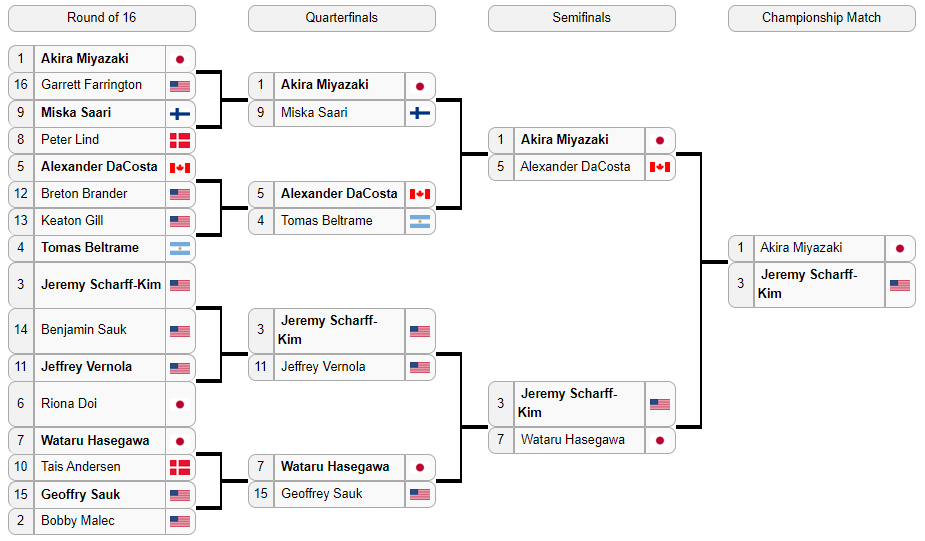 Round of 16
Quarterfinals
Semifinals
Championship Match
1 Akira Miyazaki
16 Garrett Farrington
9 Miska Saari
8 Peter Lind
5 Alexander DaCosta
12 Breton Brander
13 Keaton Gill
4 Tomas Beltrame
3 Jeremy Scharff-Kim
14 Benjamin Sauk
11 Jeffrey Vernola
6 Riona Doi
7 Wataru Hasegawa
10 Tais Andersen
15 Geoffry Sauk
2 Bobby Malec
1 Akira Miyazaki
9 Miska Saari
5 Alexander DaCosta
4 Tomas Beltrame
3 Jeremy Scharff-
Kim
11 Jeffrey Vernola
7 Wataru Hasegawa
15 Geoffrey Sauk
1 Akira Miyazaki
5 Alexander DaCosta
3 Jeremy Scharff-
Kim
7 Wataru Hasegawa
1 Akira Miyazaki
3 Jeremy Scharff-
Kim